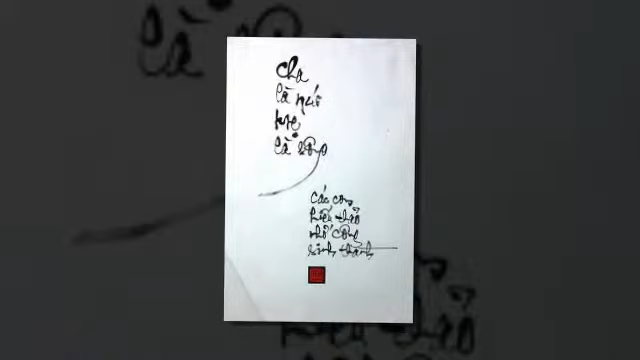 Cha
là núi
Mẹ
là sông
Các con
hiếu thảo
nhớ công
sinh thành